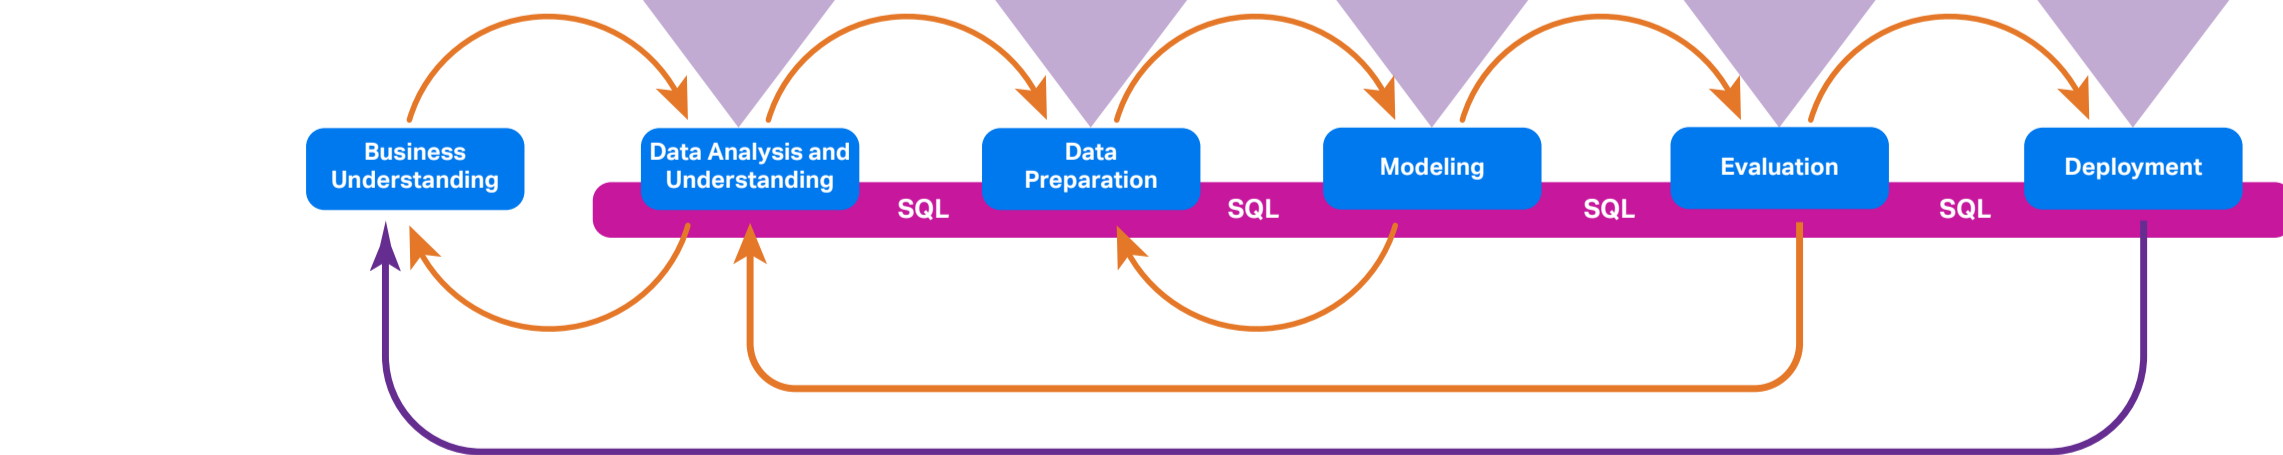 Business
Understanding
Data Analysis and
Understanding
Data
Preparation
Modeling
Evaluation
Deployment
SQL
SQL
SQL
SQL